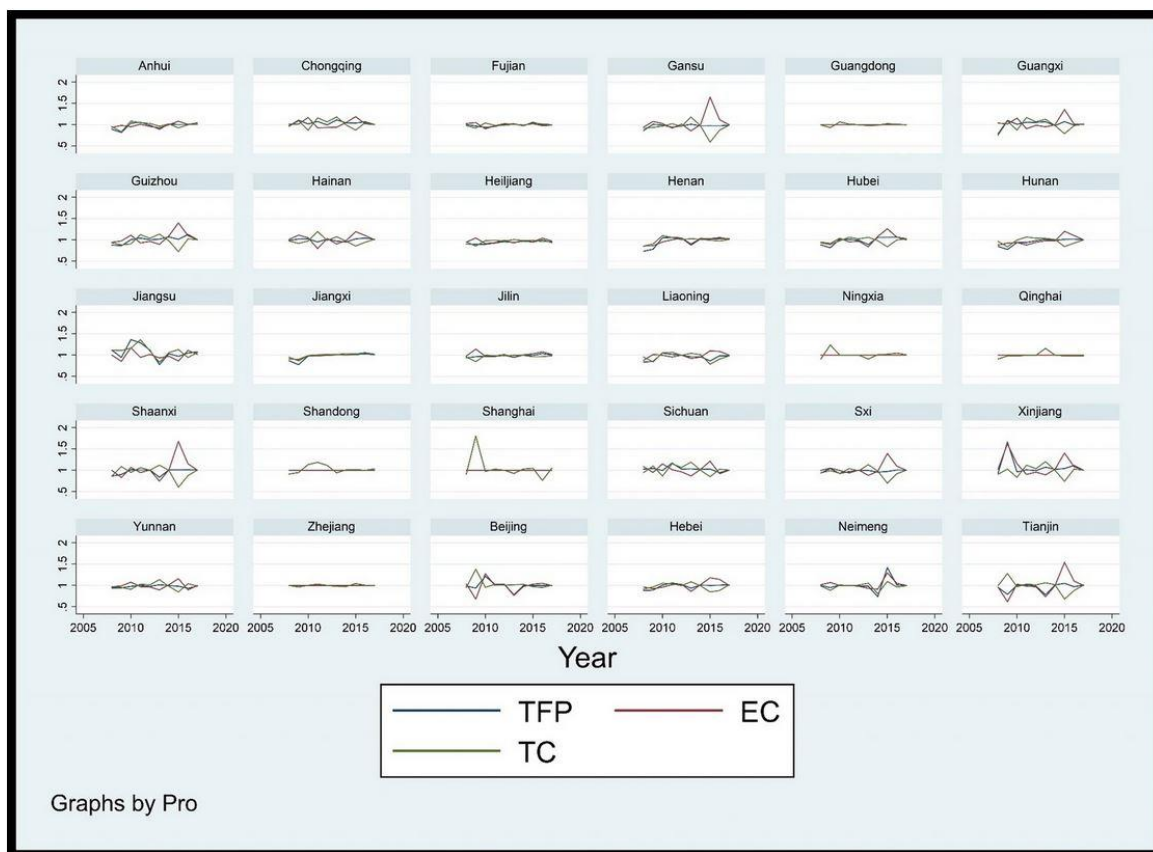 Anhui Chongqing Fujian Gansu Guangdong Guangxi
.5 1 1.5 2
Guizhou Hainan Heiljiang Henan Hubei Hunan
.5 1 1.5 2
Jiangsu Jiangxi Jilin Liaoning Ningxia Qinghai
.5 1 1.5 2
Shaanxi Shandong Shanghai Sichuan Sxi Xinjiang
.5 1 1.5 2
Yunnan Zhejiang Beijing Hebei Neimeng Tianjin
.5 1 1.5 2
2005 2010 2015 2020 2005 2010 2015 2020 2005 2010 2015 2020 2005 2010 2015 2020 2005 2010 2015 2020 2005 2010 2015 2020
Year
TFP EC
TC
Graphs by Pro